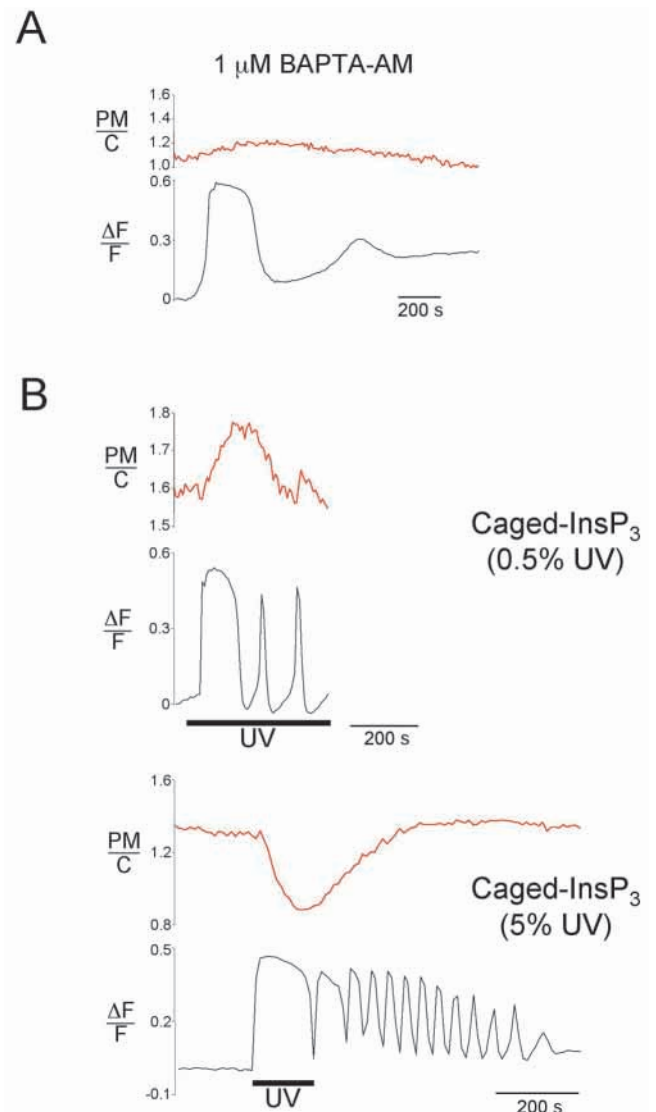 A
1 μM BAPTA-AM
PM
C
1.6
1.4
1.2
1.0
ΔF
F
0.6
0.3
0
200 s
B
PM
C
1.8
1.7
1.6
1.5
Caged-InsP₃
(0.5% UV)
ΔF
F
0.6
0.3
0
UV
200 s
PM
C
1.6
1.2
0.8
Caged-InsP₃
(5% UV)
ΔF
F
0.5
0.2
-0.1
UV
200 s